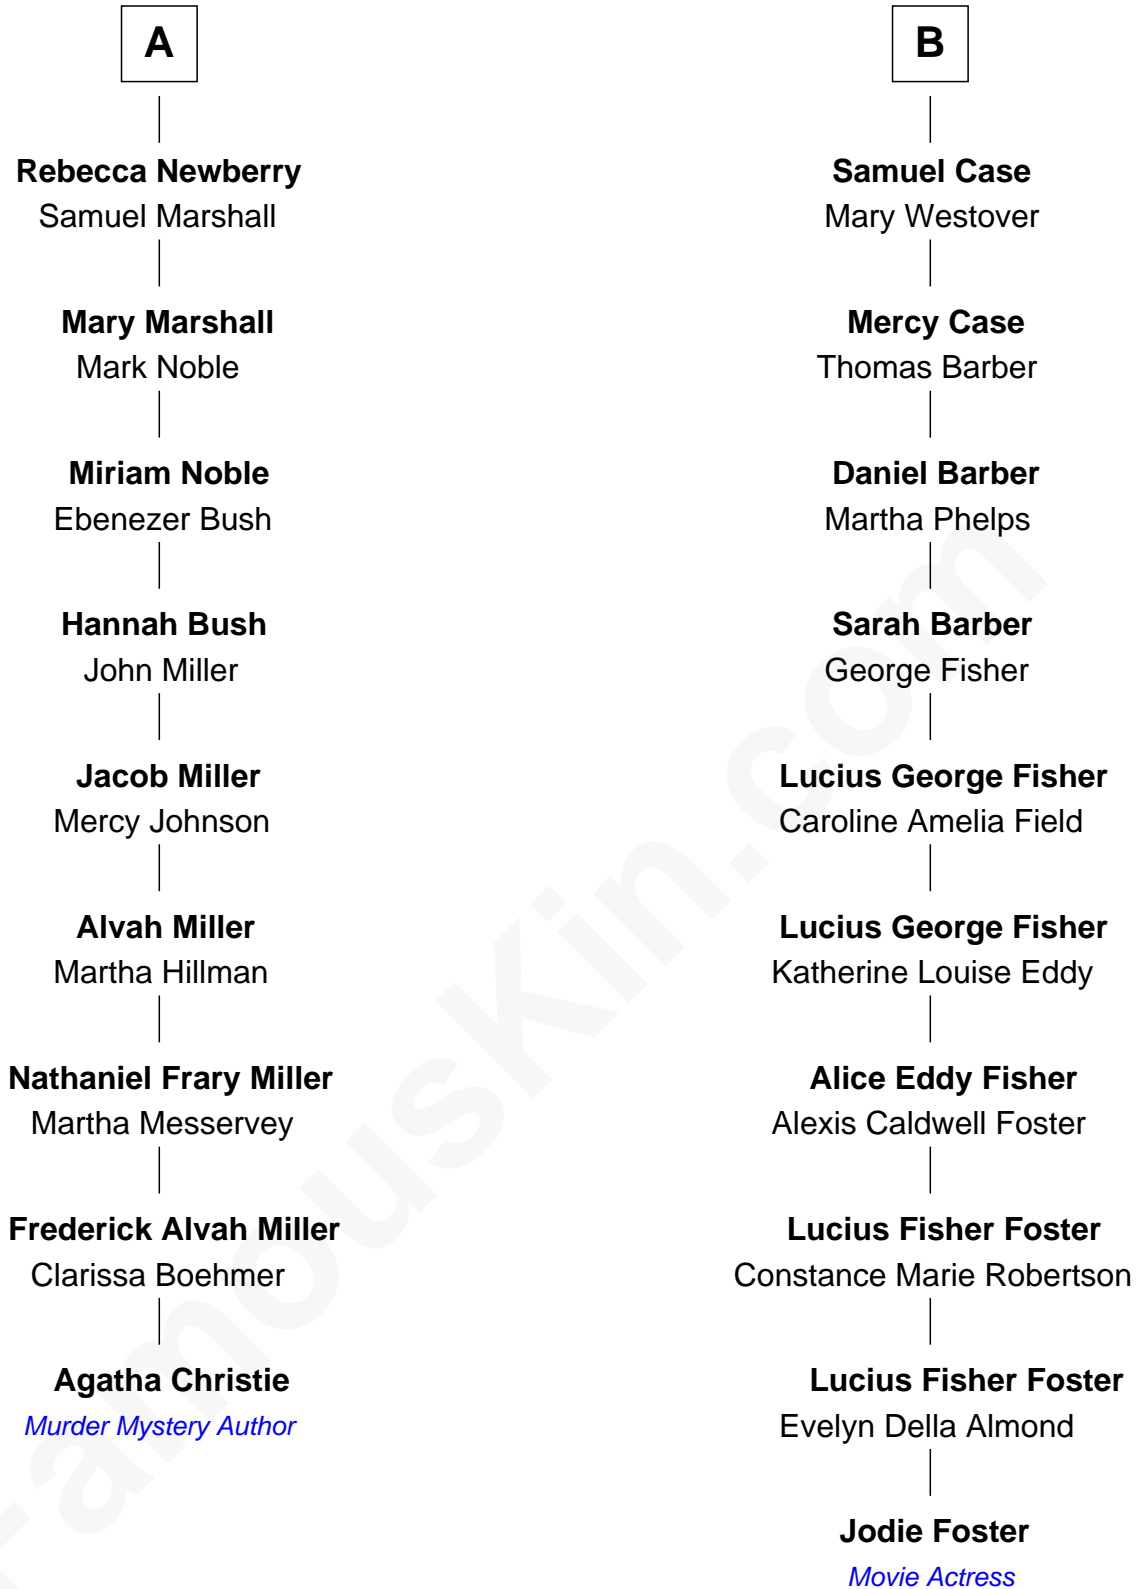 A
Rebecca Newberry
Samuel Marshall
Mary Marshall
Mark Noble
Miriam Noble
Ebenezer Bush
Hannah Bush
John Miller
Jacob Miller
Mercy Johnson
Alvah Miller
Martha Hillman
Nathaniel Frary Miller
Martha Messervey
Frederick Alvah Miller
Clarissa Boehmer
Agatha Christie
Murder Mystery Author
B
Samuel Case
Mary Westover
Mercy Case
Thomas Barber
Daniel Barber
Martha Phelps
Sarah Barber
George Fisher
Lucius George Fisher
Caroline Amelia Field
Lucius George Fisher
Katherine Louise Eddy
Alice Eddy Fisher
Alexis Caldwell Foster
Lucius Fisher Foster
Constance Marie Robertson
Lucius Fisher Foster
Evelyn Della Almond
Jodie Foster
Movie Actress
FamousKin.com